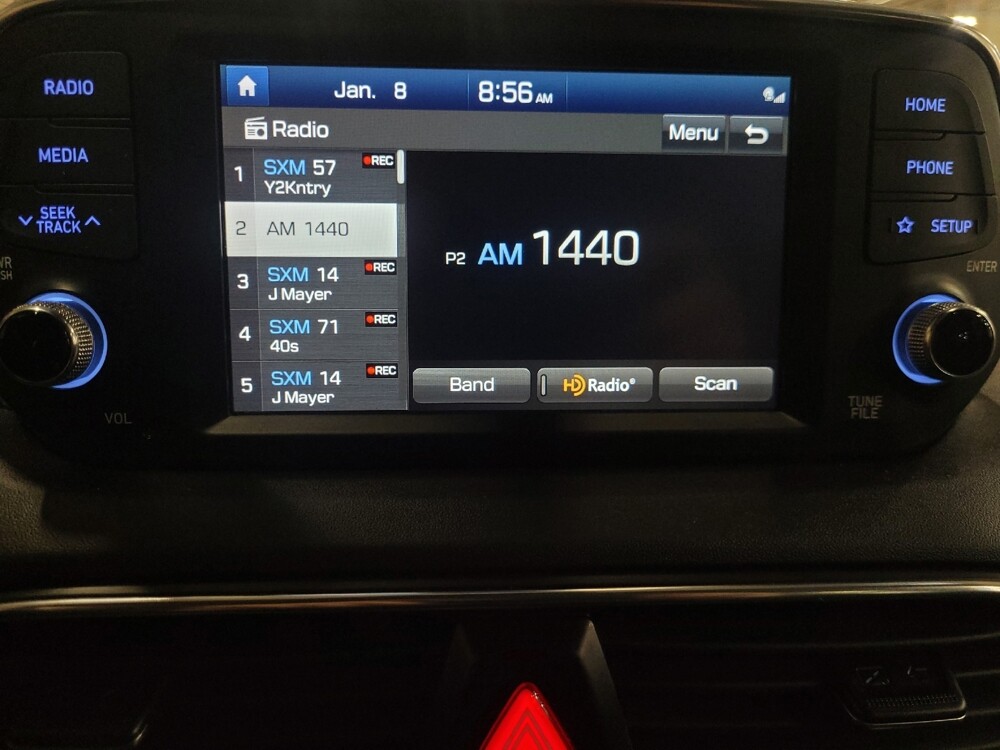 RADIO
MEDIA
SEEK
TRACK
VOL
Jan. 8 8:56 AM
Radio Menu
1 SXM 57 REC
Y2Kntry
2 AM 1440
3 SXM 14 REC
J Mayer
4 SXM 71 REC
40s
5 SXM 14 REC
J Mayer
P2 AM 1440
Band HD Radio® Scan
HOME
PHONE
SETUP
ENTER
TUNE
FILE